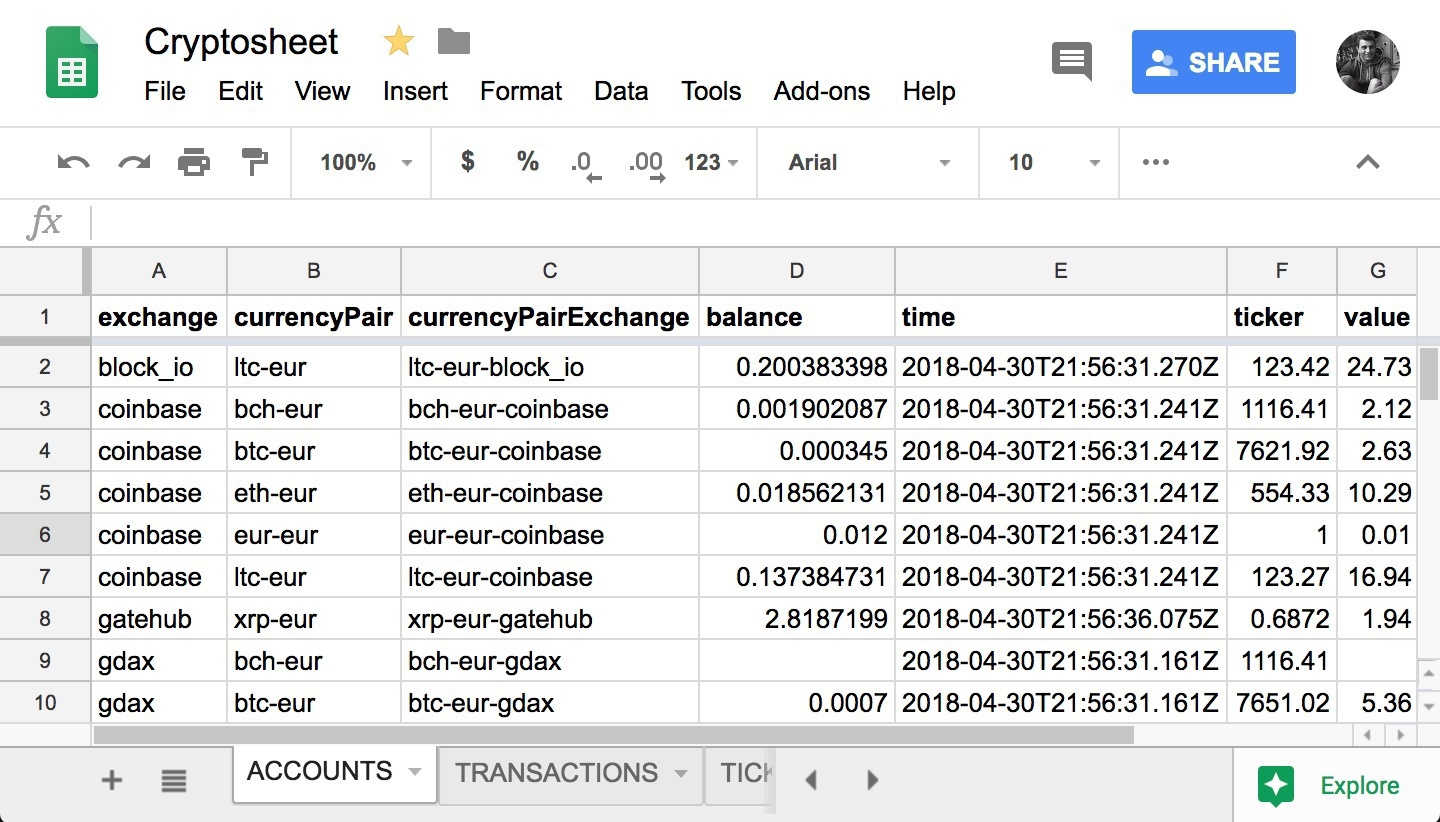 Cryptosheet
File Edit View Insert Format Data Tools Add-ons Help
SHARE
100% $ % .0 .00 123 Arial 10
fx
A B C D E F G
1 exchange currencyPair currencyPairExchange balance time ticker value
2 block_io ltc-eur ltc-eur-block_io 0.200383398 2018-04-30T21:56:31.270Z 123.42 24.73
3 coinbase bch-eur bch-eur-coinbase 0.001902087 2018-04-30T21:56:31.241Z 1116.41 2.12
4 coinbase btc-eur btc-eur-coinbase 0.000345 2018-04-30T21:56:31.241Z 7621.92 2.63
5 coinbase eth-eur eth-eur-coinbase 0.018562131 2018-04-30T21:56:31.241Z 554.33 10.29
6 coinbase eur-eur eur-eur-coinbase 0.012 2018-04-30T21:56:31.241Z 1 0.01
7 coinbase ltc-eur ltc-eur-coinbase 0.137384731 2018-04-30T21:56:31.241Z 123.27 16.94
8 gatehub xrp-eur xrp-eur-gatehub 2.8187199 2018-04-30T21:56:36.075Z 0.6872 1.94
9 gdax bch-eur bch-eur-gdax 2018-04-30T21:56:31.161Z 1116.41
10 gdax btc-eur btc-eur-gdax 0.0007 2018-04-30T21:56:31.161Z 7651.02 5.36
ACCOUNTS TRANSACTIONS TICK Explore